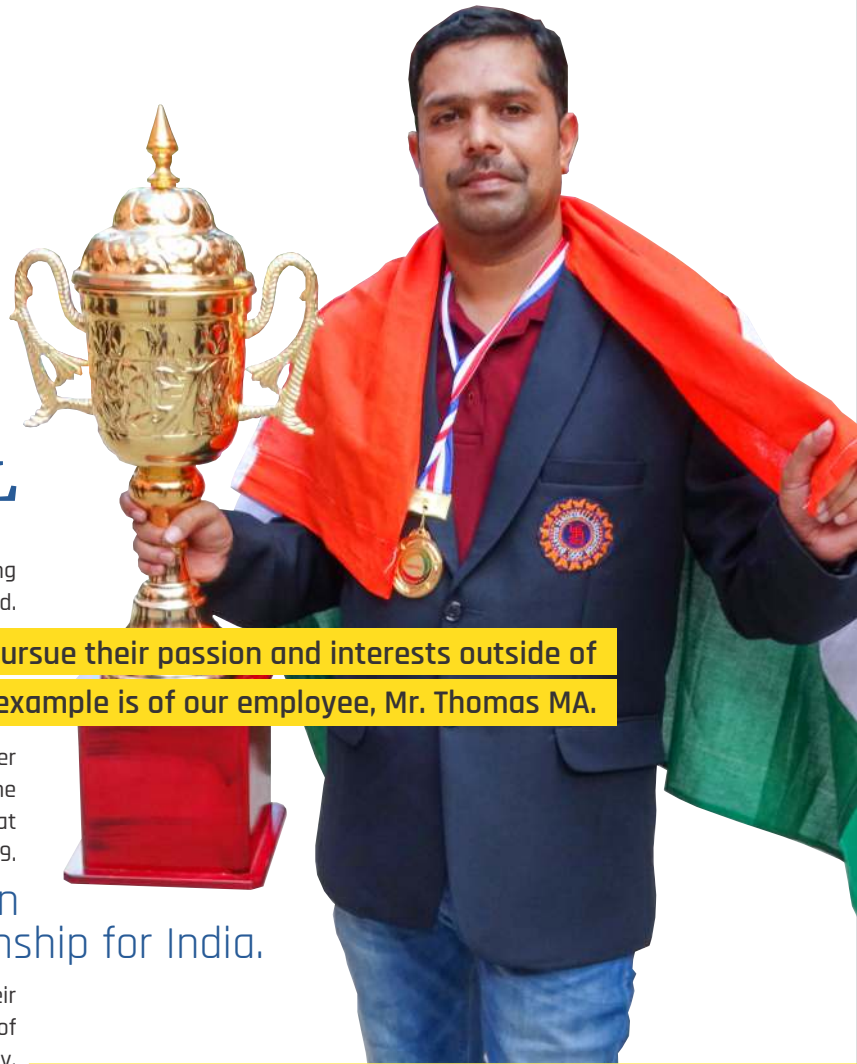 L
ng
d.
ursue their passion and interests outside of
example is of our employee, Mr. Thomas MA.
er
ne
at
9.
n
nship for India.
eir
of
y.